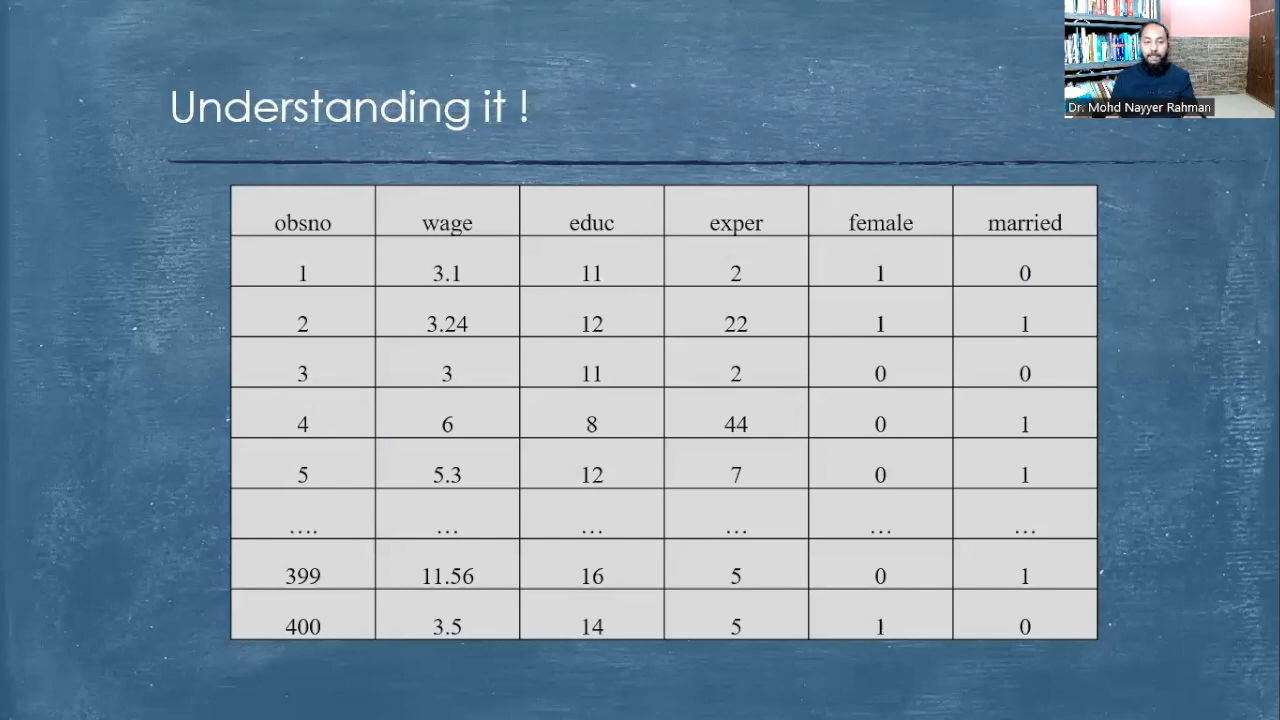 Understanding it !
Dr. Mohd Nayyer Rahman
obsno wage educ exper female married
1 3.1 11 2 1 0
2 3.24 12 22 1 1
3 3 11 2 0 0
4 6 8 44 0 1
5 5.3 12 7 0 1
.... ... ... ... ... ...
399 11.56 16 5 0 1
400 3.5 14 5 1 0